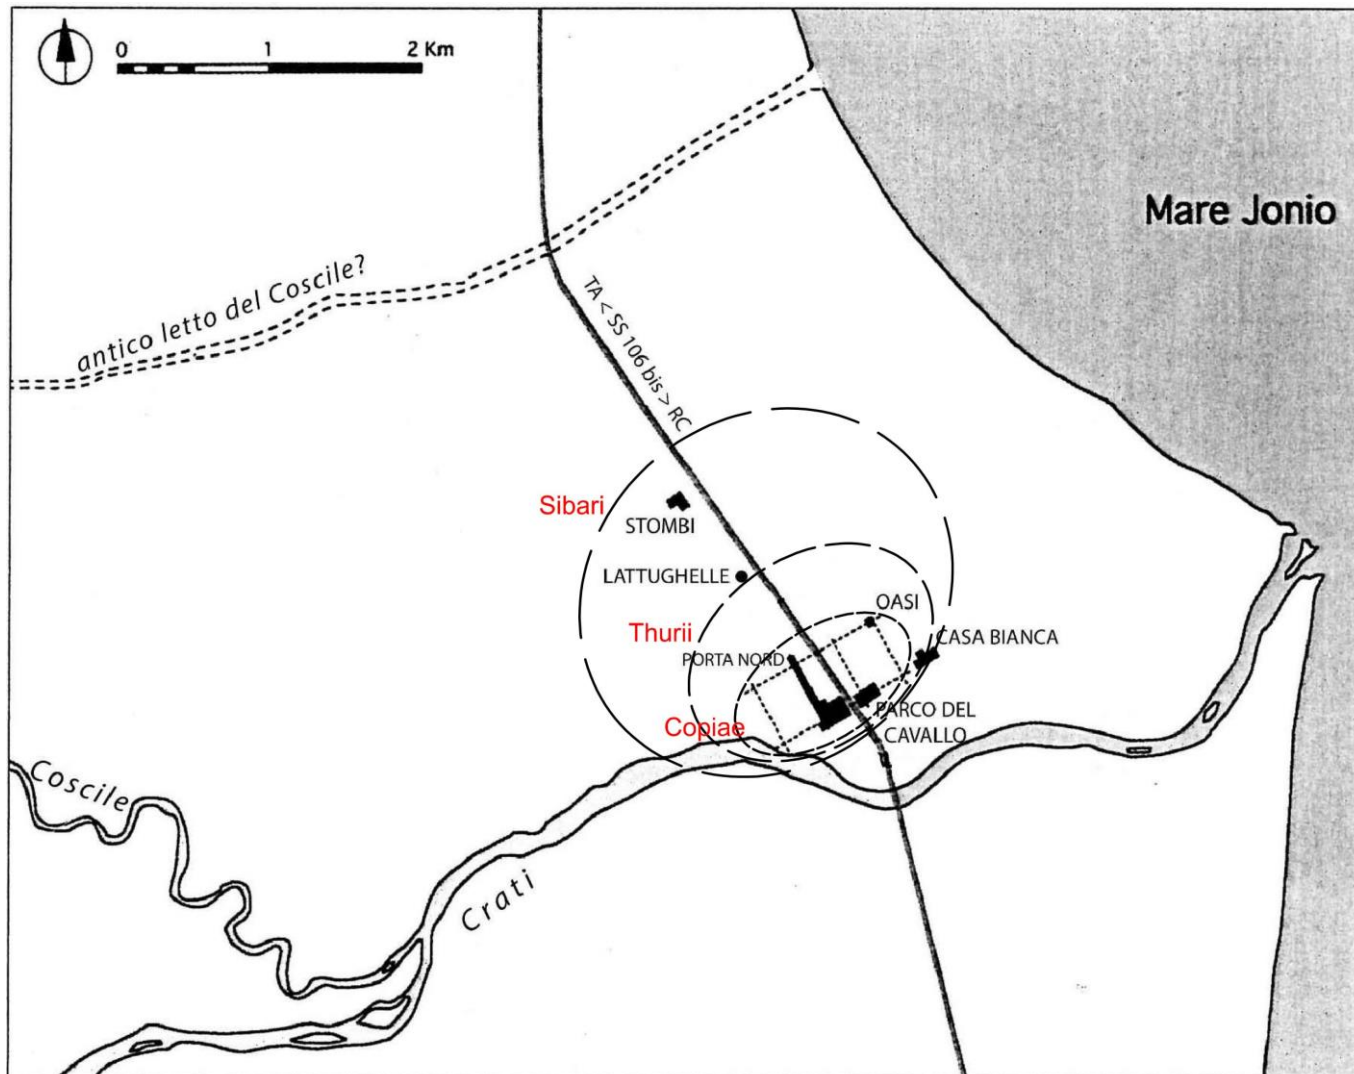 0 1 2 Km
Mare Jonio
antico letto del Coscile?
TA < SS 106 bis > RC
Sibari
STOMBI
LATTUGHELLE
OASI
Thurii
CASA BIANCA
PORTA NORD
Copiae
PARCO DEL
CAVALLO
Coscile
Crati